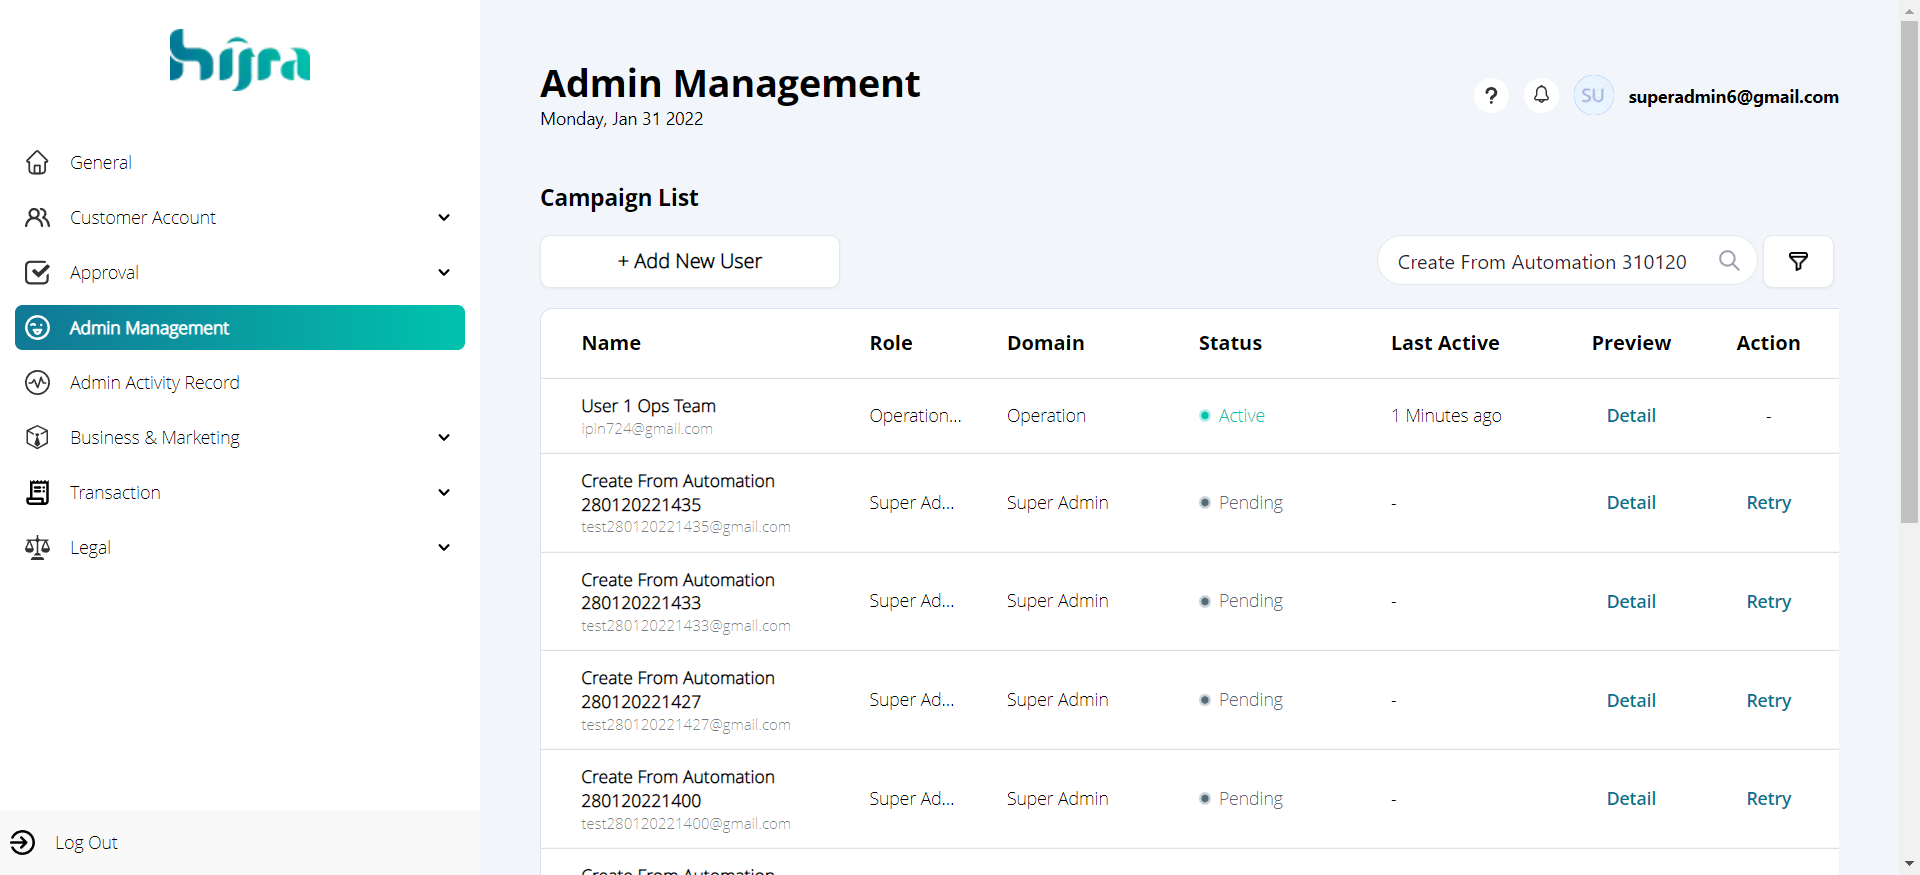 hijra
General
Customer Account
Approval
Admin Management
Admin Activity Record
Business & Marketing
Transaction
Legal
Log Out
Admin Management
Monday, Jan 31 2022
?
SU
superadmin6@gmail.com
Campaign List
+ Add New User
Create From Automation 310120
Name Role Domain Status Last Active Preview Action
User 1 Ops Team
ipin724@gmail.com
Operation... Operation Active 1 Minutes ago Detail -
Create From Automation
280120221435
test280120221435@gmail.com
Super Ad... Super Admin Pending - Detail Retry
Create From Automation
280120221433
test280120221433@gmail.com
Super Ad... Super Admin Pending - Detail Retry
Create From Automation
280120221427
test280120221427@gmail.com
Super Ad... Super Admin Pending - Detail Retry
Create From Automation
280120221400
test280120221400@gmail.com
Super Ad... Super Admin Pending - Detail Retry
Create From Automation